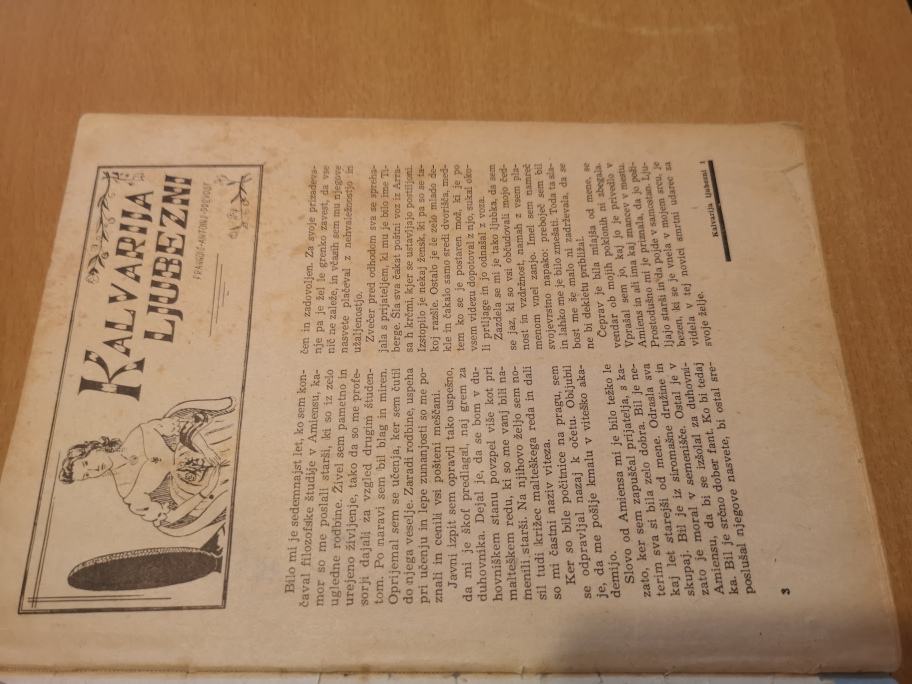 KALVARIJA
LJUBEZNI
FRANÇOIS-ANTOINE PREVOST
Bilo mi je sedemnajst let, ko sem kon-
čaval filozofske študije v Amiensu, ka-
mor so me poslali starši, ki so iz zelo
ugledne rodbine. Živel sem pametno in
urejeno življenje, tako da so me profe-
sorji dajali za vzgled drugim študen-
tom. Po naravi sem bil blag in miren.
Oprijemal sem se učenja, ker sem čutil
do njega veselje. Zaradi rodbine, uspeha
pri učenju in lepe zunanjosti so me po-
znali in cenili vsi pošteni meščani.
Javni izpit sem opravil tako uspešno,
da mi je škof predlagal, naj grem za
duhovnika. Dejal je, da se bom v du-
hovniškem stanu povzpel više kot pri
malteškem redu, ki so me vanj bili na-
menili starši. Na njihovo željo sem no-
sil tudi križec malteškega reda in dali
so mi častni naziv viteza.
Ker so bile počitnice na pragu, sem
se odpravljal nazaj k očetu. Obljubil
je, da me pošlje kmalu v viteško aka-
demijo.
Slovo od Amiensa mi je bilo težko le
zato, ker sem zapuščal prijatelja, s ka-
terim sva si bila zelo dobra. Bil je ne-
kaj let starejši od mene. Odrasla sva
skupaj. Bil je iz siromašne družine in
zato je moral v semenišče. Ostal je v
Amiensu, da bi se izšolal za duhovni-
ka. Bil je srčno dober fant. Ko bi tedaj
poslušal njegove nasvete, bi ostal sre-
čen in zadovoljen. Za svoje prizadeva-
nje pa je žel le grenko zavest, da vse
nič ne zaleže, in včasih sem mu njegove
nasvete plačeval z nehvaležnostjo in
užaljenostjo.
Zvečer pred odhodom sva se spreha-
jala s prijateljem, ki mu je bilo ime Ti-
berge. Šla sva čakat poštni voz iz Arra-
sa h krčmi, kjer se ustavljajo postiljoni.
Izstopilo je nekaj žensk, ki pa so se ta-
koj razšle. Ostalo je še zelo mlado de-
kle in čakalo samo sredi dvorišča, med-
tem ko se je postaren mož, ki je po
vsem videzu dopotoval z njo, sukal oko-
li prtljage in jo odnašal z voza.
Zazdela se mi je tako ljubka, da sem
se jaz, ki so vsi občudovali mojo red-
nost in vzdržnost, namah z vsem pla-
menom vnel zanjo. Imel sem namreč
svojevrstno napako: preboječ sem bil
in lahko me je bilo zmešati. Toda ta sla-
bost me še malo ni zadrževala, da se
ne bi dekletu približal.
Čeprav je bila mlajša od mene, se
vendar ob mojih poklonih ni zbegala.
Vprašal sem jo, kaj jo je privedlo v
Amiens in ali ima kaj znancev v mestu.
Prostodušno mi je priznala, da jo poši-
ljajo starši in da pojde v samostan. Lju-
bezen, ki se je vnela v mojem srcu, je
videla v tej novici smrtni udarec za
svoje želje.
3
Kalvarija ljubezni 1